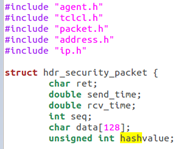 #include "agent.h"
#include "tclcl.h"
#include "packet.h"
#include "address.h"
#include "ip.h"
struct hdr_security_packet {
char ret;
double send_time;
double rcv_time;
int seq;
char data[128];
unsigned int hashvalue;